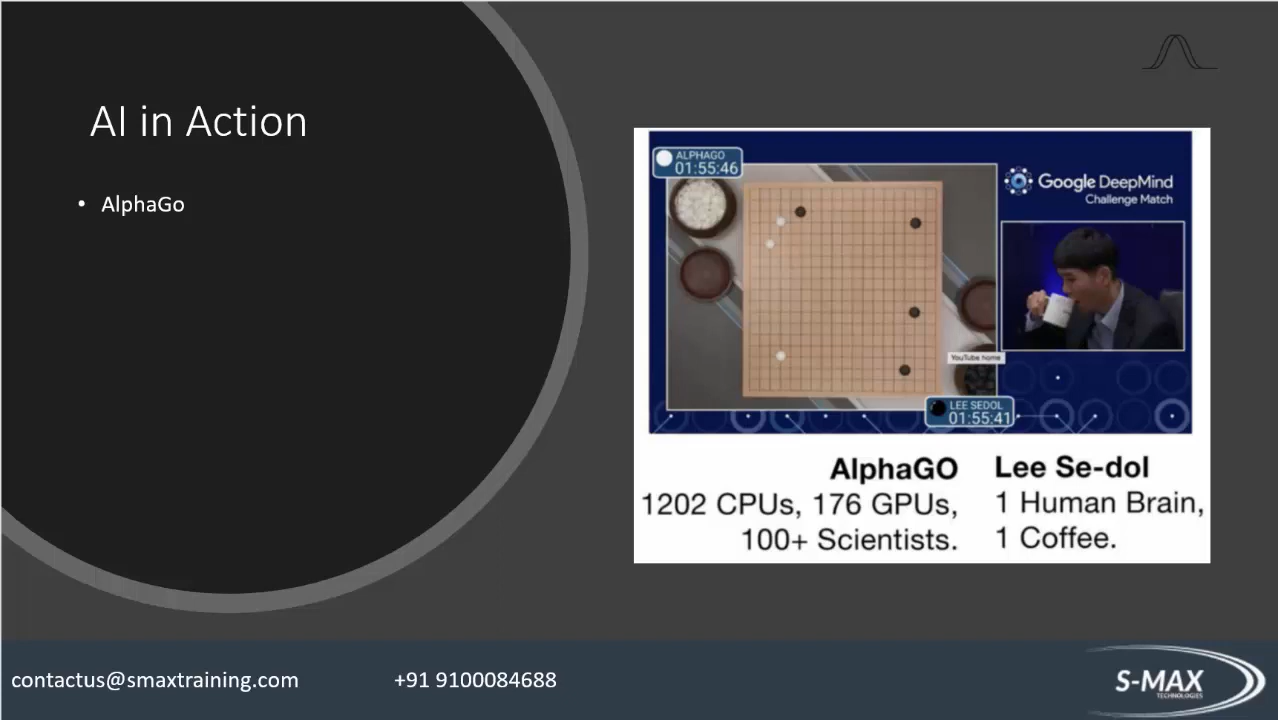 AI in Action
• AlphaGo
ALPHAGO
01:55:46
Google DeepMind
Challenge Match
YouTube home
LEE SEDOL
01:55:41
AlphaGO
1202 CPUs, 176 GPUs,
100+ Scientists.
Lee Se-dol
1 Human Brain,
1 Coffee.
contactus@smaxtraining.com
+91 9100084688
S-MAX
TECHNOLOGIES